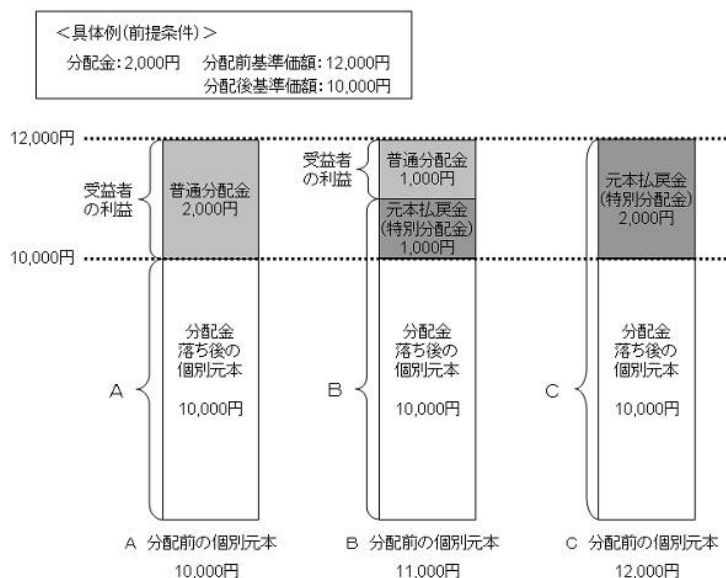 ＜具体例(前提条件)＞
分配金：2,000円　分配前基準価額：12,000円
分配後基準価額：10,000円
12,000円
受益者
の利益
普通分配金
2,000円
受益者
の利益
普通分配金
1,000円
元本払戻金
(特別分配金)
1,000円
元本払戻金
(特別分配金)
2,000円
10,000円
A
分配金
落ち後の
個別元本
10,000円
B
分配金
落ち後の
個別元本
10,000円
C
分配金
落ち後の
個別元本
10,000円
A 分配前の個別元本
10,000円
B 分配前の個別元本
11,000円
C 分配前の個別元本
12,000円